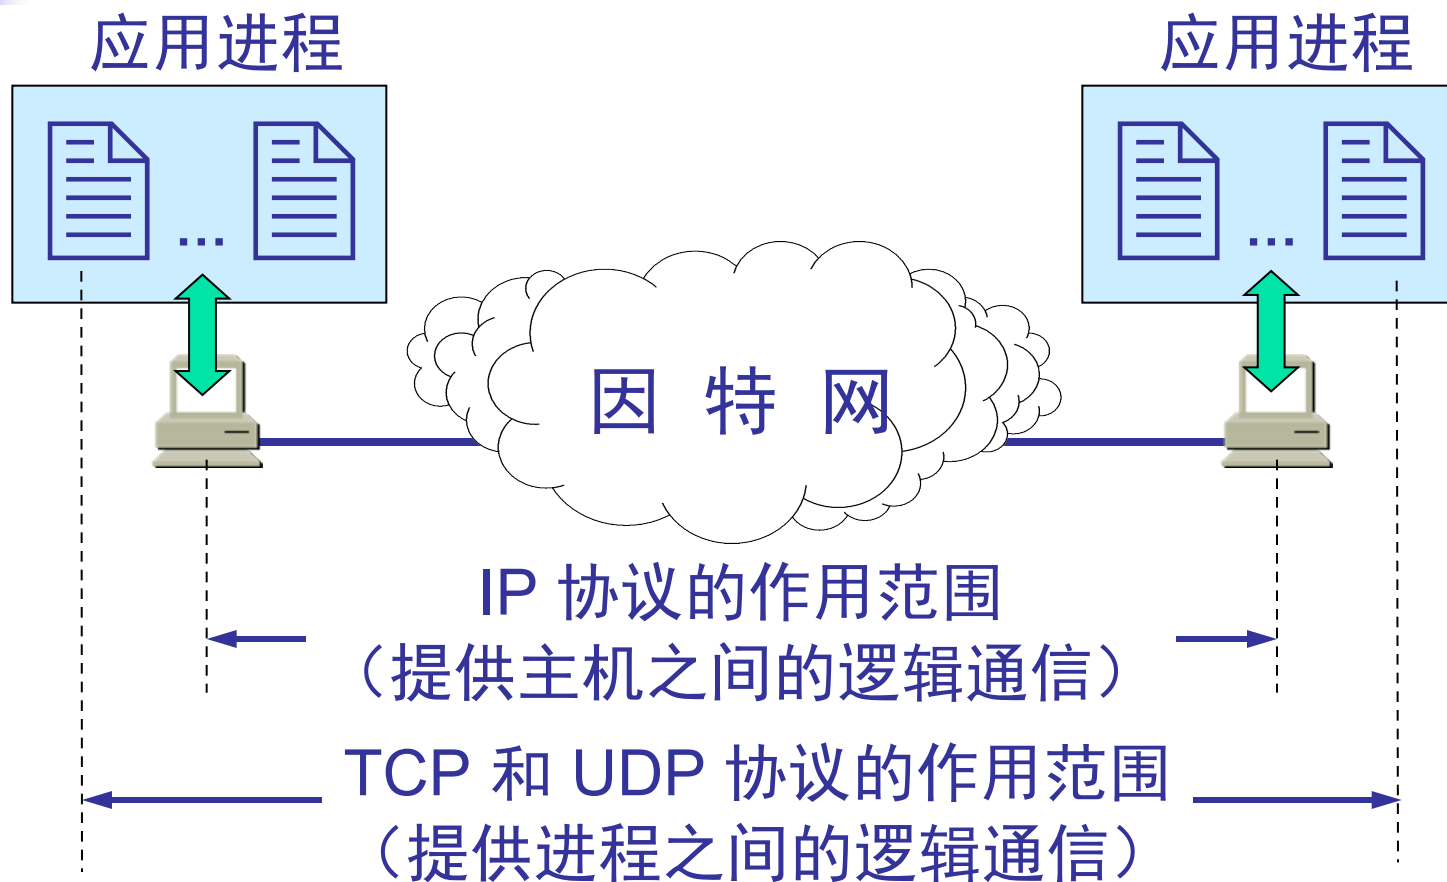 应用进程
应用进程
...
...
因特网
IP 协议的作用范围
（提供主机之间的逻辑通信）
TCP 和 UDP 协议的作用范围
（提供进程之间的逻辑通信）